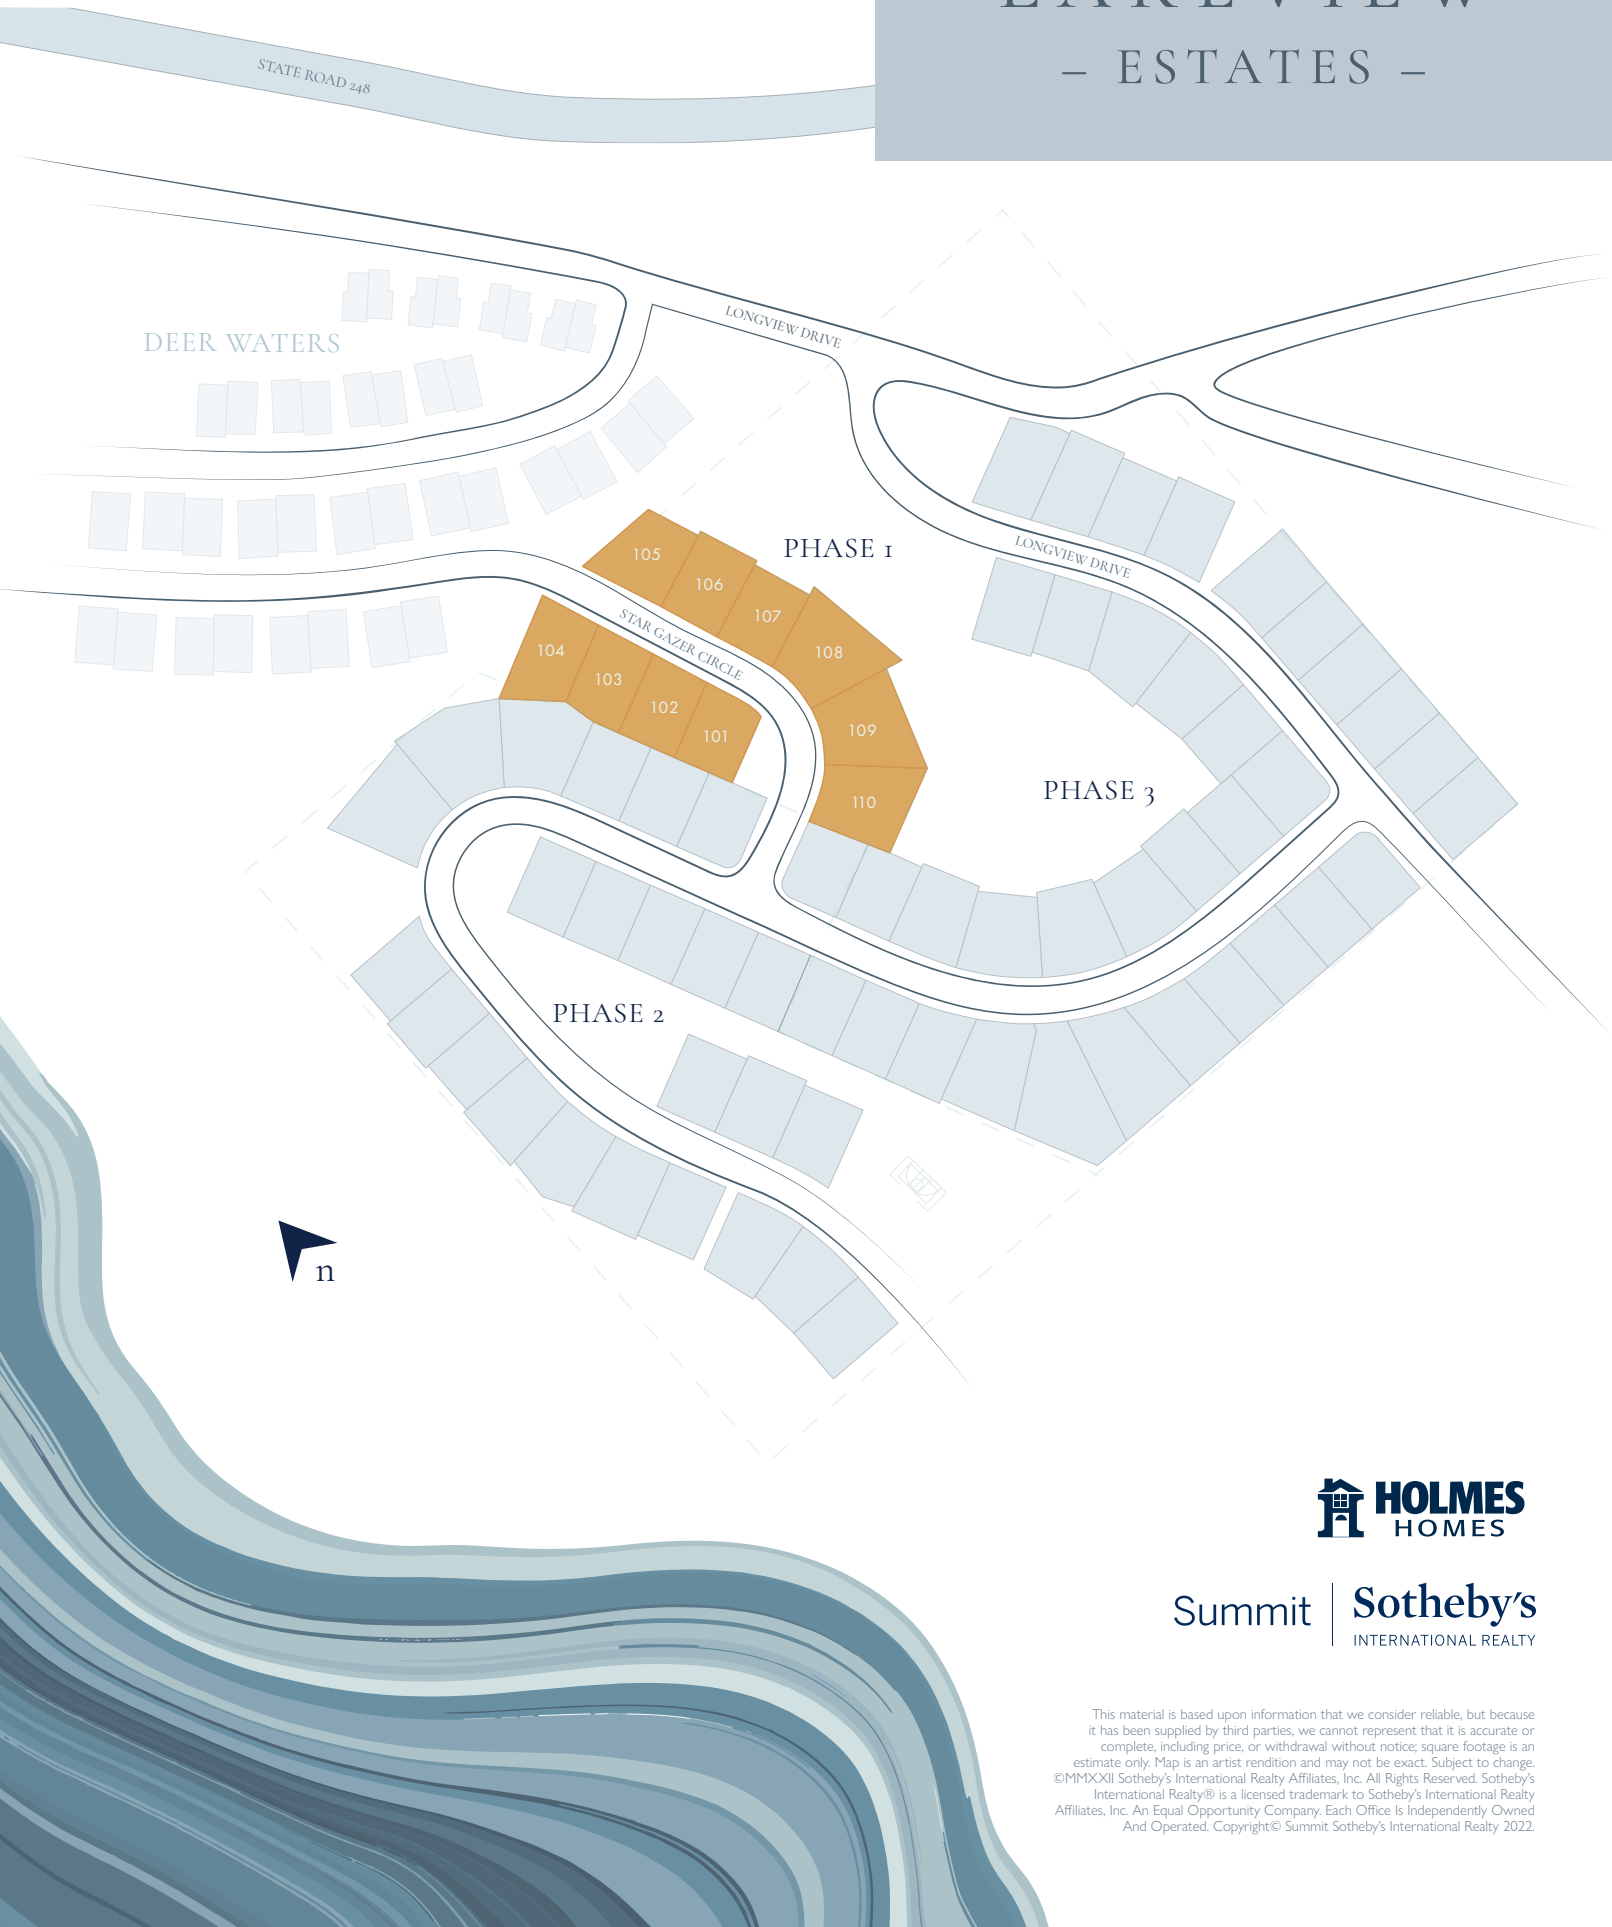 LAKEVIEW
– ESTATES –
STATE ROAD 248
LONGVIEW DRIVE
DEER WATERS
PHASE 1
LONGVIEW DRIVE
105
106
107
108
STAR GAZER CIRCLE
104
103
102
101
109
110
PHASE 3
PHASE 2
n
HOLMES
HOMES
Summit
Sotheby's
INTERNATIONAL REALTY
This material is based upon information that we consider reliable, but because
it has been supplied by third parties, we cannot represent that it is accurate or
complete, including price, or withdrawal without notice; square footage is an
estimate only. Map is an artist rendition and may not be exact. Subject to change.
©MMXXII Sotheby's International Realty Affiliates, Inc. All Rights Reserved. Sotheby's
International Realty® is a licensed trademark to Sotheby's International Realty
Affiliates, Inc. An Equal Opportunity Company. Each Office Is Independently Owned
And Operated. Copyright© Summit Sotheby's International Realty 2022.